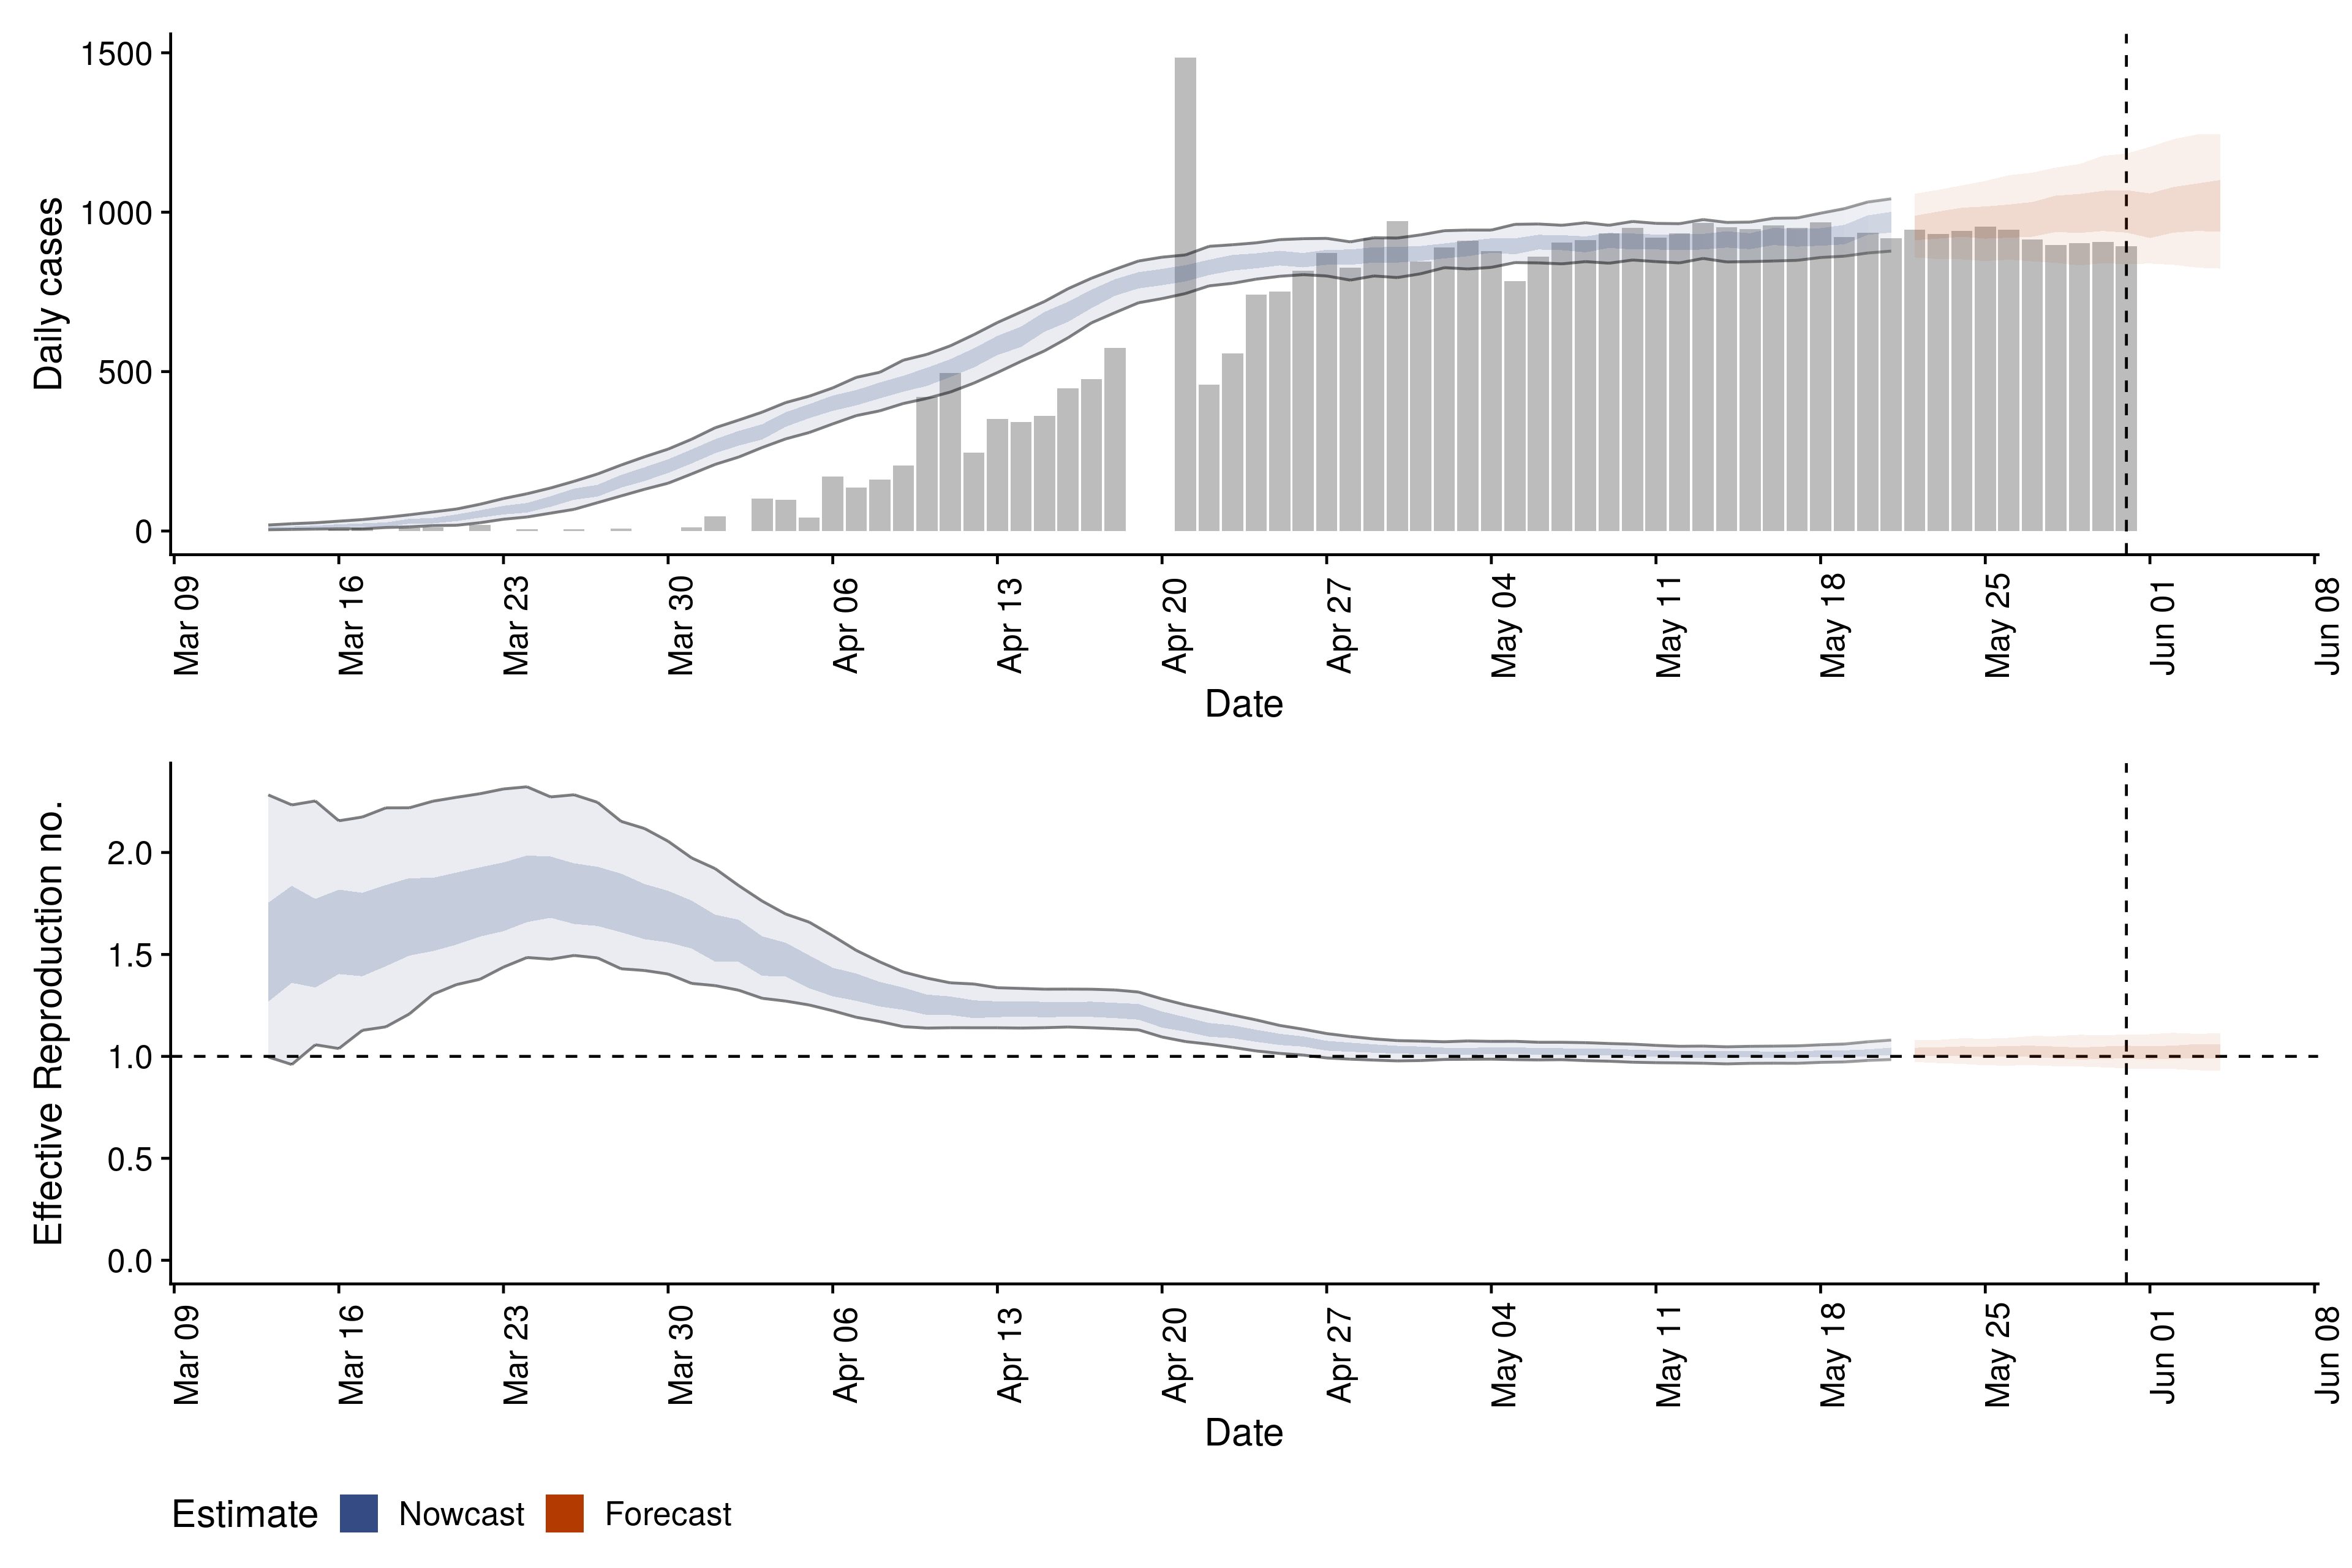 Daily cases
1500
1000
500
0
Mar 09
Mar 16
Mar 23
Mar 30
Apr 06
Apr 13
Apr 20
Apr 27
May 04
May 11
May 18
May 25
Jun 01
Jun 08
Date
Effective Reproduction no.
2.0
1.5
1.0
0.5
0.0
Mar 09
Mar 16
Mar 23
Mar 30
Apr 06
Apr 13
Apr 20
Apr 27
May 04
May 11
May 18
May 25
Jun 01
Jun 08
Date
Estimate Nowcast Forecast